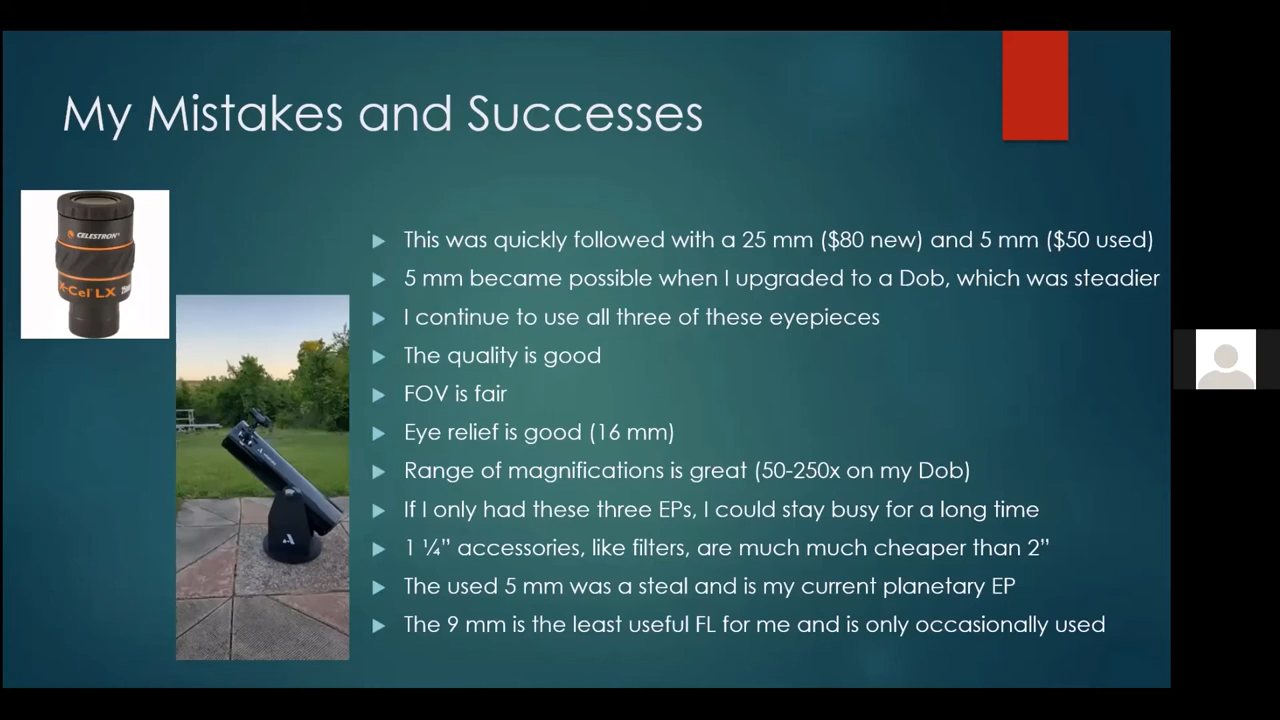 My Mistakes and Successes
CELESTRON
X-Cel LX
This was quickly followed with a 25 mm ($80 new) and 5 mm ($50 used)
5 mm became possible when I upgraded to a Dob, which was steadier
I continue to use all three of these eyepieces
The quality is good
FOV is fair
Eye relief is good (16 mm)
Range of magnifications is great (50-250x on my Dob)
If I only had these three EPs, I could stay busy for a long time
1 ¼” accessories, like filters, are much much cheaper than 2”
The used 5 mm was a steal and is my current planetary EP
The 9 mm is the least useful FL for me and is only occasionally used